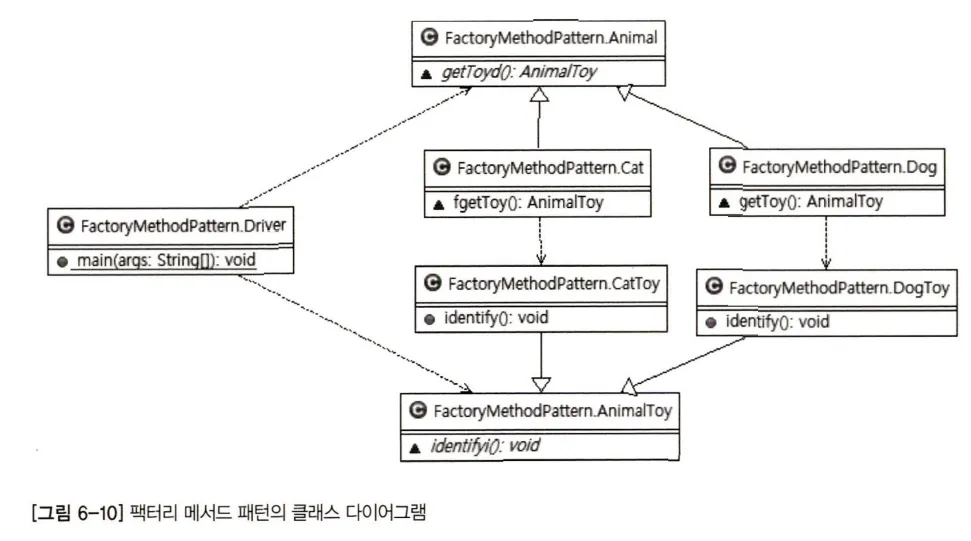 FactoryMethodPattern.Animal
getToyd(): AnimalToy
FactoryMethodPattern.Cat
fgetToy(): AnimalToy
FactoryMethodPattern.Dog
getToy(): AnimalToy
FactoryMethodPattern.Driver
main(args: String[]): void
FactoryMethodPattern.CatToy
identify(): void
FactoryMethodPattern.DogToy
identify(): void
FactoryMethodPattern.AnimalToy
identifyi(): void
[그림 6-10] 팩터리 메서드 패턴의 클래스 다이어그램